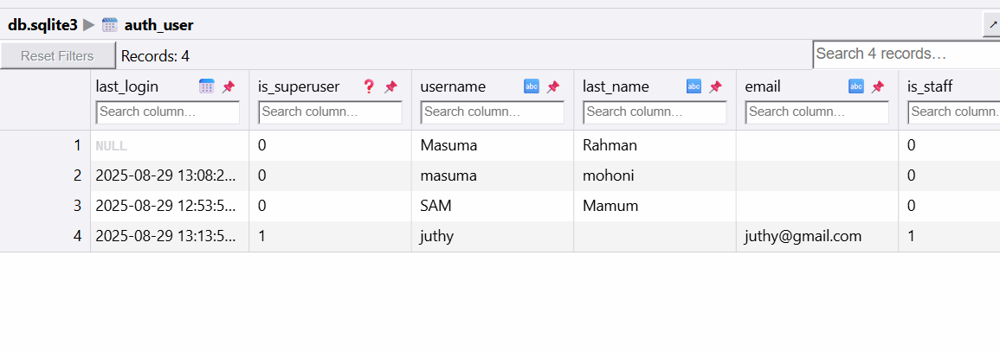 db.sqlite3 ▶ auth_user
Reset Filters Records: 4 Search 4 records...
last_login is_superuser username last_name email is_staff
Search column... Search column... Search column... Search column... Search column... Search column.
1 NULL 0 Masuma Rahman 0
2 2025-08-29 13:08:2... 0 masuma mohoni 0
3 2025-08-29 12:53:5... 0 SAM Mamum 0
4 2025-08-29 13:13:5... 1 juthy juthy@gmail.com 1